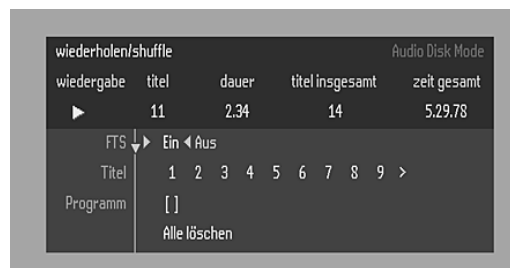 wiederholen/shuffle Audio Disk Mode
wiedergabe titel dauer titel insgesamt zeit gesamt
11 2.34 14 5.29.78
FTS Ein Aus
Titel 1 2 3 4 5 6 7 8 9 >
Programm [ ]
Alle löschen